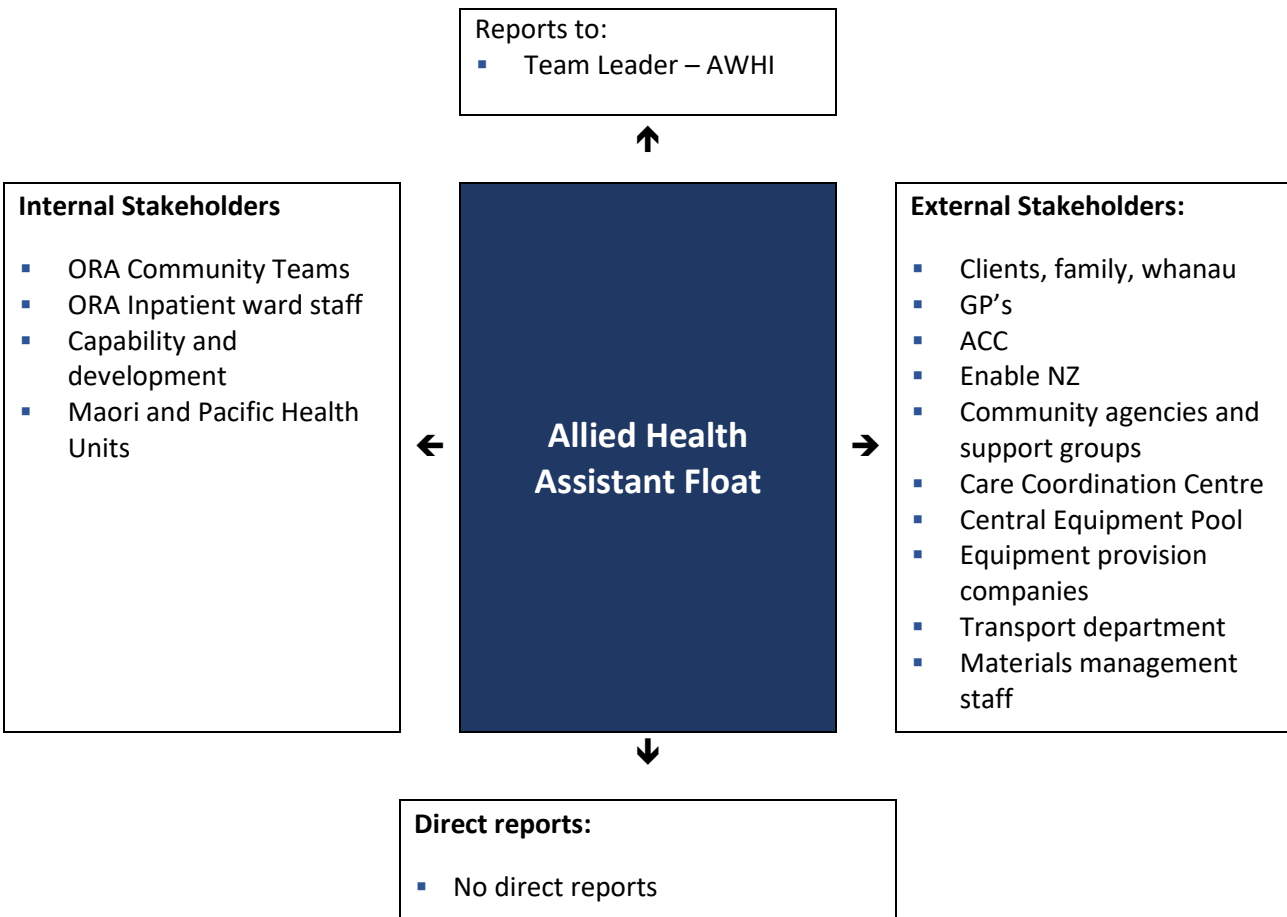 Reports to:
▪ Team Leader – AWHI
Internal Stakeholders
▪ ORA Community Teams
▪ ORA Inpatient ward staff
▪ Capability and
development
▪ Maori and Pacific Health
Units
Allied Health
Assistant Float
External Stakeholders:
▪ Clients, family, whanau
▪ GP’s
▪ ACC
▪ Enable NZ
▪ Community agencies and
support groups
▪ Care Coordination Centre
▪ Central Equipment Pool
▪ Equipment provision
companies
▪ Transport department
▪ Materials management
staff
Direct reports:
▪ No direct reports